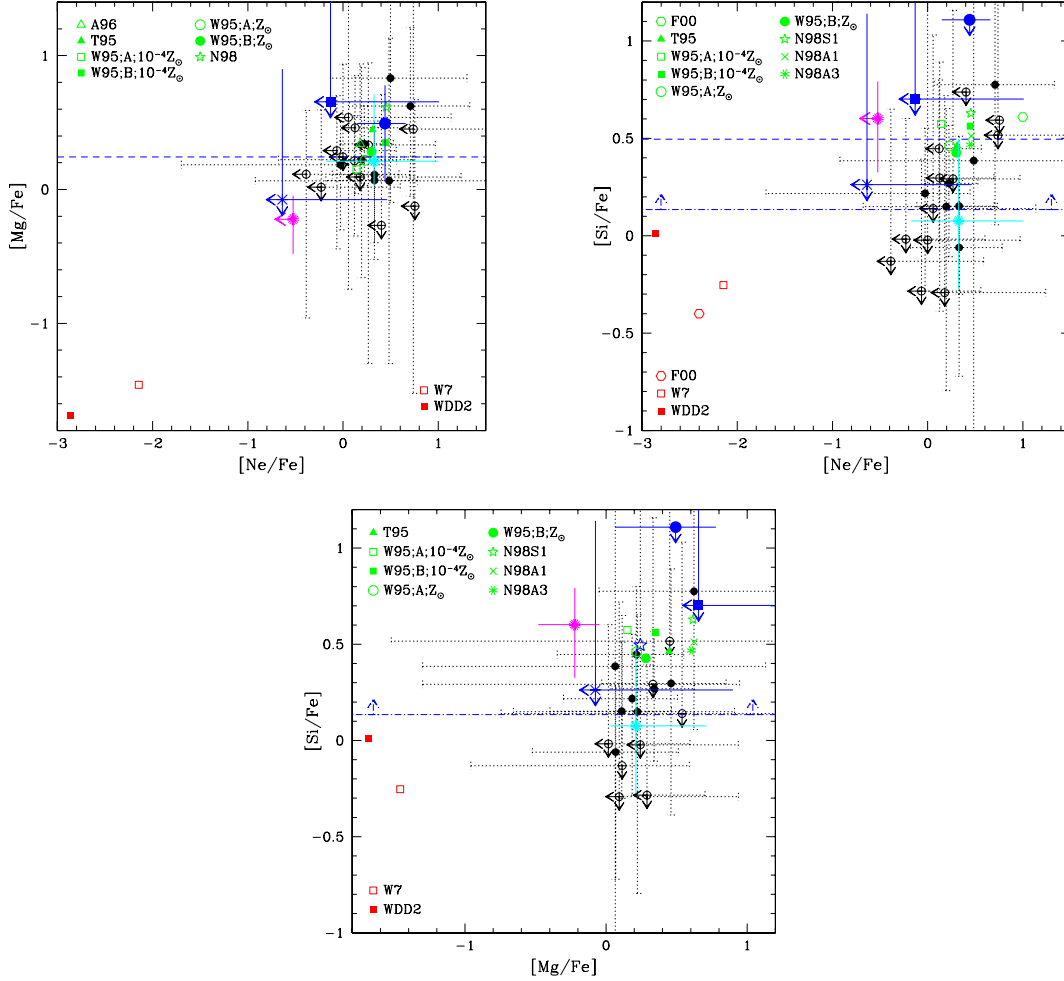 A96
T95
W95;A;10⁻⁴Z⊙
W95;B;10⁻⁴Z⊙
W95;A;Z⊙
W95;B;Z⊙
N98
W7
WDD2
1
0
-1
-3
-2
-1
0
1
[Mg/Fe]
[Ne/Fe]
F00
T95
W95;A;10⁻⁴Z⊙
W95;B;10⁻⁴Z⊙
W95;A;Z⊙
W95;B;Z⊙
N98S1
N98A1
N98A3
F00
W7
WDD2
1
0.5
0
-0.5
-1
-3
-2
-1
0
1
[Si/Fe]
[Ne/Fe]
T95
W95;A;10⁻⁴Z⊙
W95;B;10⁻⁴Z⊙
W95;A;Z⊙
W95;B;Z⊙
N98S1
N98A1
N98A3
W7
WDD2
1
0.5
0
-0.5
-1
-1
0
1
[Si/Fe]
[Mg/Fe]